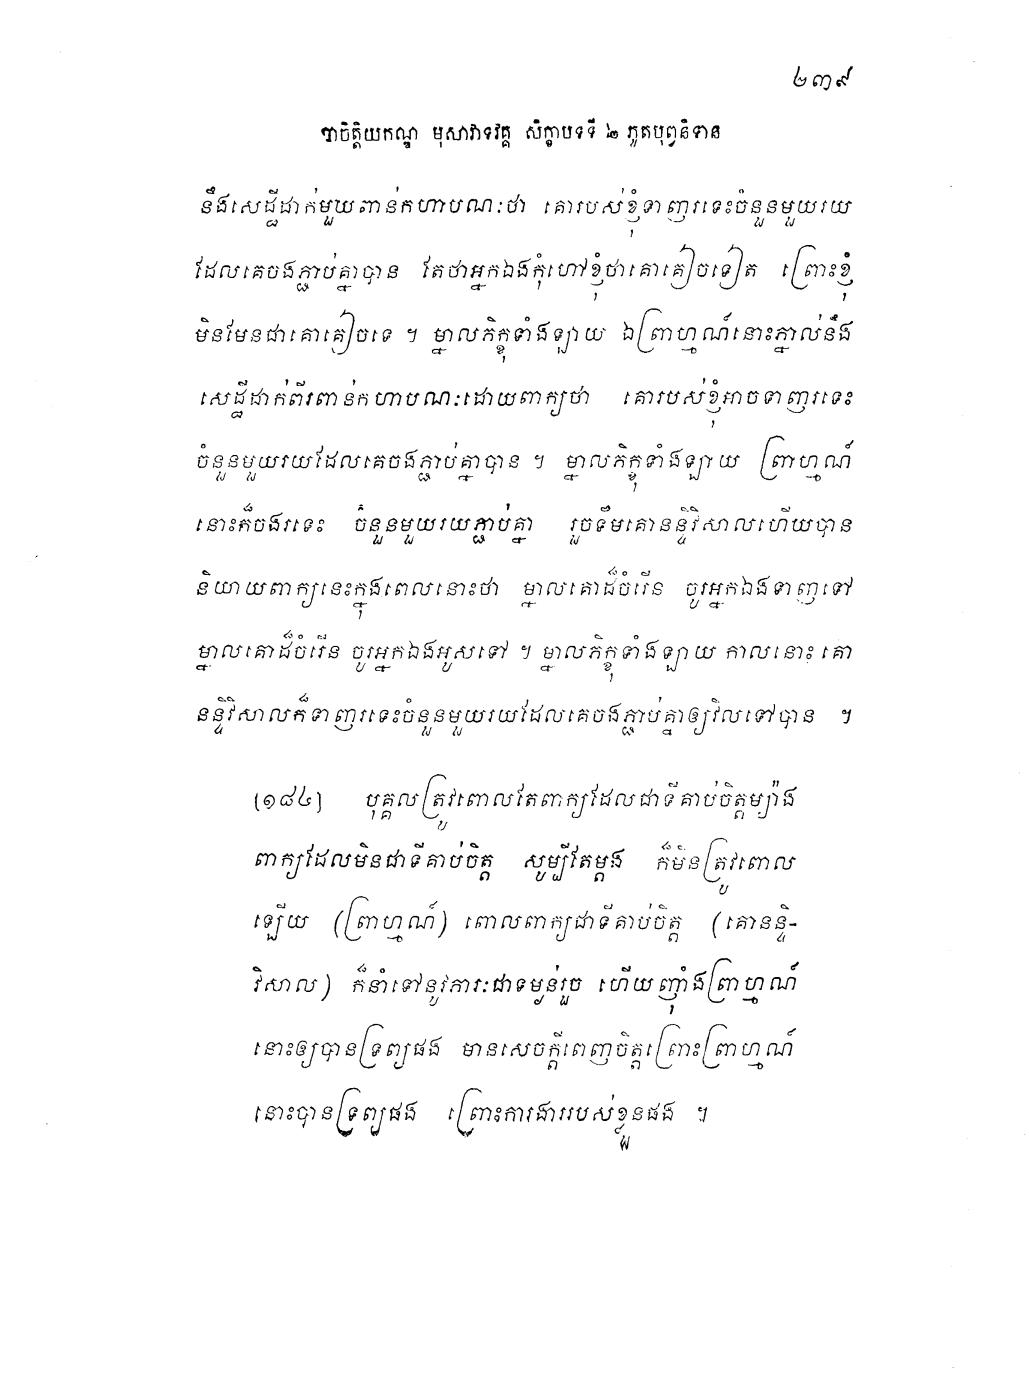 ២៣៩
បាចិត្តិយកណ្ឌ មុសាវាទវគ្គ សិក្ខាបទទី ២ ភូតបុព្វនិទាន
នឹងសេដ្ឋីដាក់មួយពាន់កហាបណៈថា គោរបស់ខ្ញុំទាញរទេះចំនួនមួយរយ
ដែលគេចងភ្ជាប់គ្នាបាន តែថាអ្នកឯងកុំហៅខ្ញុំថាគោគៀចទៀត ព្រោះខ្ញុំ
មិនមែនជាគោគៀចទេ ។ ម្នាលភិក្ខុទាំងឡាយ ឯព្រាហ្មណ៍នោះភ្នាល់នឹង
សេដ្ឋីដាក់ពីរពាន់កហាបណៈដោយពាក្យថា គោរបស់ខ្ញុំអាចទាញរទេះ
ចំនួនមួយរយដែលគេចងភ្ជាប់គ្នាបាន ។ ម្នាលភិក្ខុទាំងឡាយ ព្រាហ្មណ៍
នោះក៏ចងរទេះ ចំនួនមួយរយភ្ជាប់គ្នា រួចទឹមគោនន្ទិវិសាលហើយបាន
និយាយពាក្យនេះក្នុងពេលនោះថា ម្នាលគោដ៏ចំរើន ចូរអ្នកឯងទាញទៅ
ម្នាលគោដ៏ចំរើន ចូរអ្នកឯងអូសទៅ ។ ម្នាលភិក្ខុទាំងឡាយ កាលនោះ គោ
នន្ទិវិសាលក៏ទាញរទេះចំនួនមួយរយដែលគេចងភ្ជាប់គ្នាឲ្យវិលទៅបាន ។
(១៨៤) បុគ្គលត្រូវពោលតែពាក្យដែលជាទីគាប់ចិត្តម្យ៉ាង
ពាក្យដែលមិនជាទីគាប់ចិត្ត សូម្បីតែម្តង ក៏មិនត្រូវពោល
ឡើយ (ព្រាហ្មណ៍) ពោលពាក្យជាទីគាប់ចិត្ត (គោនន្ទិ-
វិសាល) ក៏នាំទៅនូវភារៈជាទម្ងន់រួច ហើយញ៉ាំងព្រាហ្មណ៍
នោះឲ្យបានទ្រព្យផង មានសេចក្តីពេញចិត្តព្រោះព្រាហ្មណ៍
នោះបានទ្រព្យផង ព្រោះការងាររបស់ខ្លួនផង ។